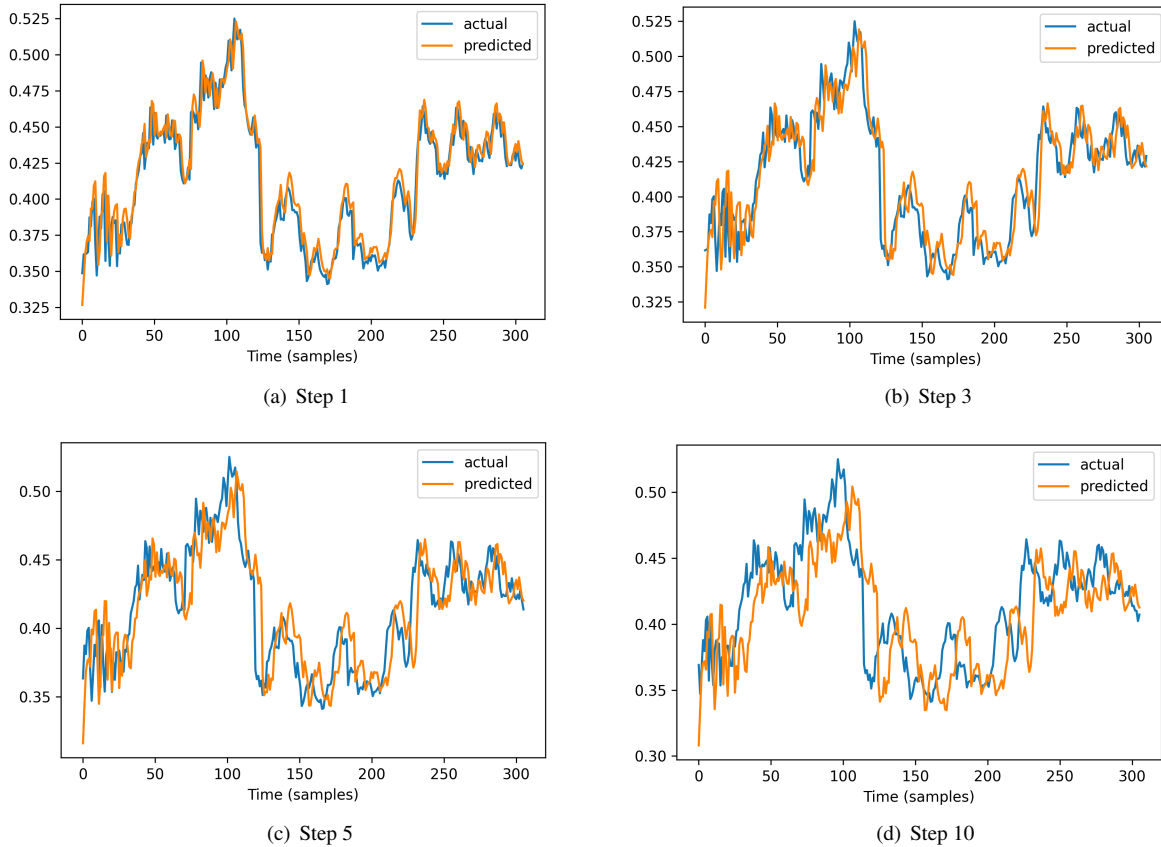 0.525
0.500
0.475
0.450
0.425
0.400
0.375
0.350
0.325
actual
predicted
0 50 100 150 200 250 300
Time (samples)
(a) Step 1
0.525
0.500
0.475
0.450
0.425
0.400
0.375
0.350
0.325
actual
predicted
0 50 100 150 200 250 300
Time (samples)
(b) Step 3
0.50
0.45
0.40
0.35
actual
predicted
0 50 100 150 200 250 300
Time (samples)
(c) Step 5
0.50
0.45
0.40
0.35
0.30
actual
predicted
0 50 100 150 200 250 300
Time (samples)
(d) Step 10